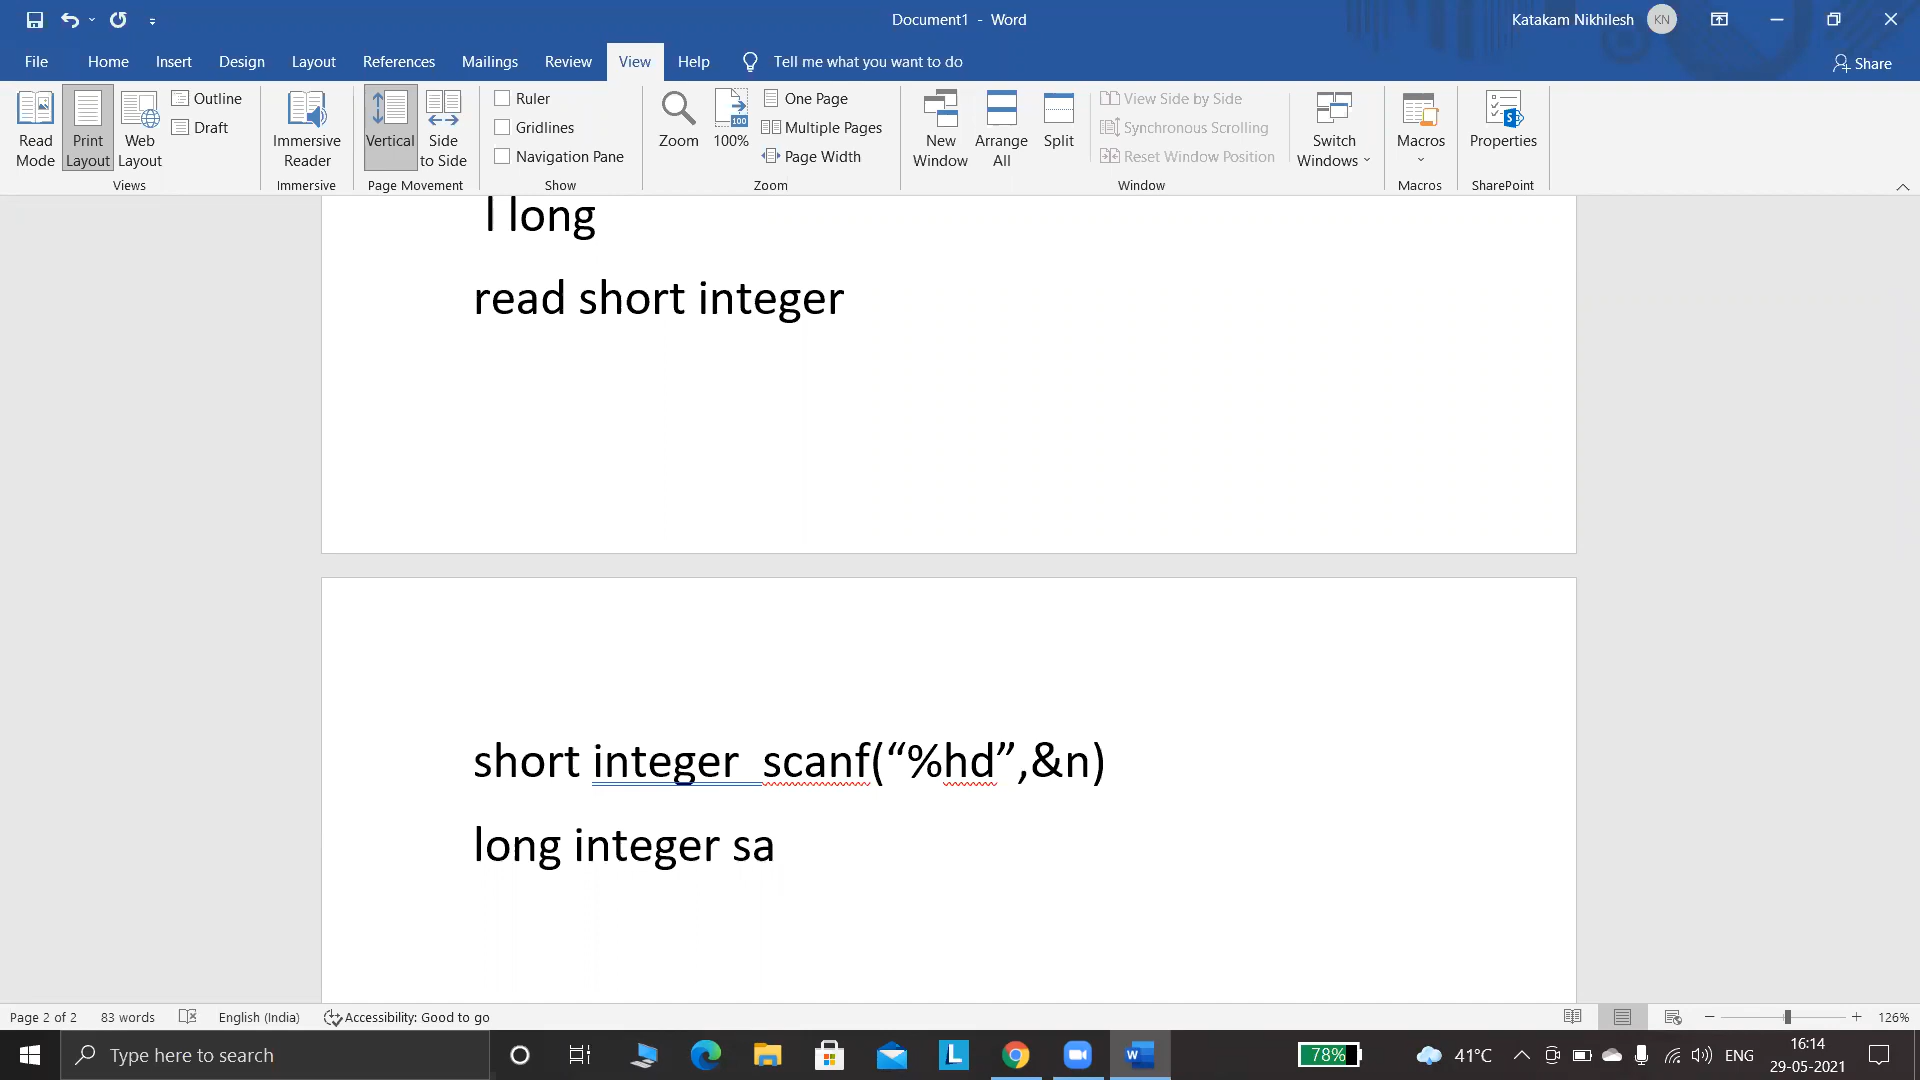 Document1 - Word
Katakam Nikhilesh KN
File Home Insert Design Layout References Mailings Review View Help Tell me what you want to do Share
Read Mode
Print Layout
Web Layout
Outline
Draft
Views
Immersive Reader
Immersive
Vertical
Side to Side
Page Movement
Ruler
Gridlines
Navigation Pane
Show
Zoom
100
100%
One Page
Multiple Pages
Page Width
Zoom
New Window
Arrange All
Split
View Side by Side
Synchronous Scrolling
Reset Window Position
Switch Windows
Window
Macros
Macros
S
Properties
SharePoint
l long
read short integer
short integer  scanf(“%hd”,&n)
long integer sa
Page 2 of 2 83 words English (India) Accessibility: Good to go 126%
Type here to search
L
W
78%
41°C
ENG
16:14
29-05-2021